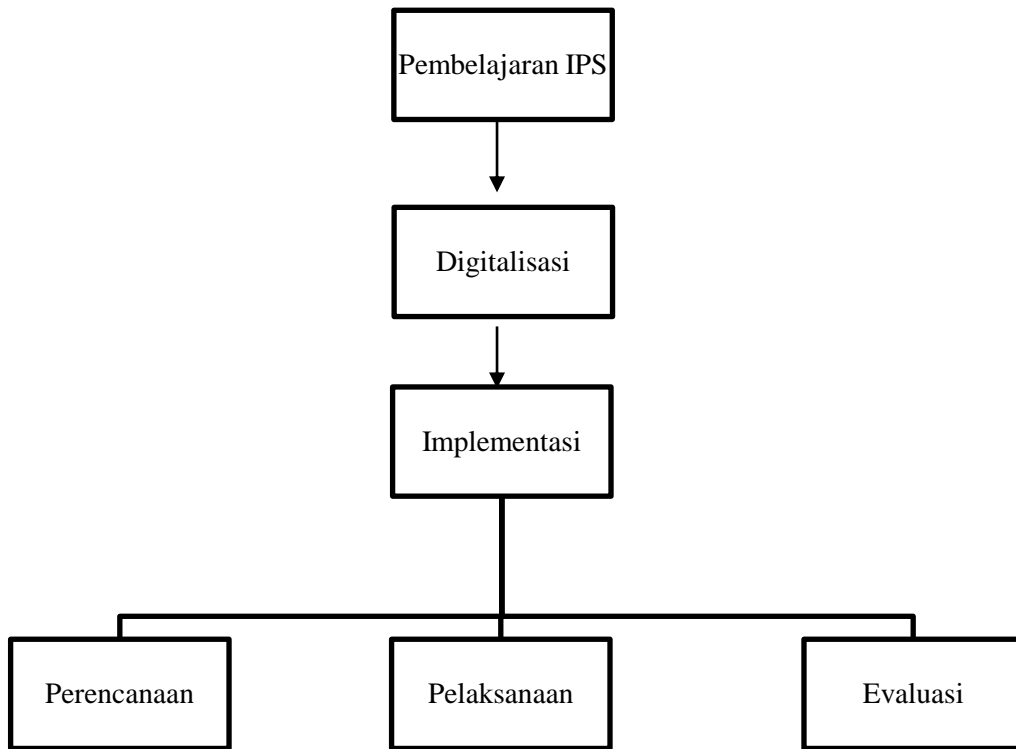 Pembelajaran IPS
Digitalisasi
Implementasi
Perencanaan
Pelaksanaan
Evaluasi